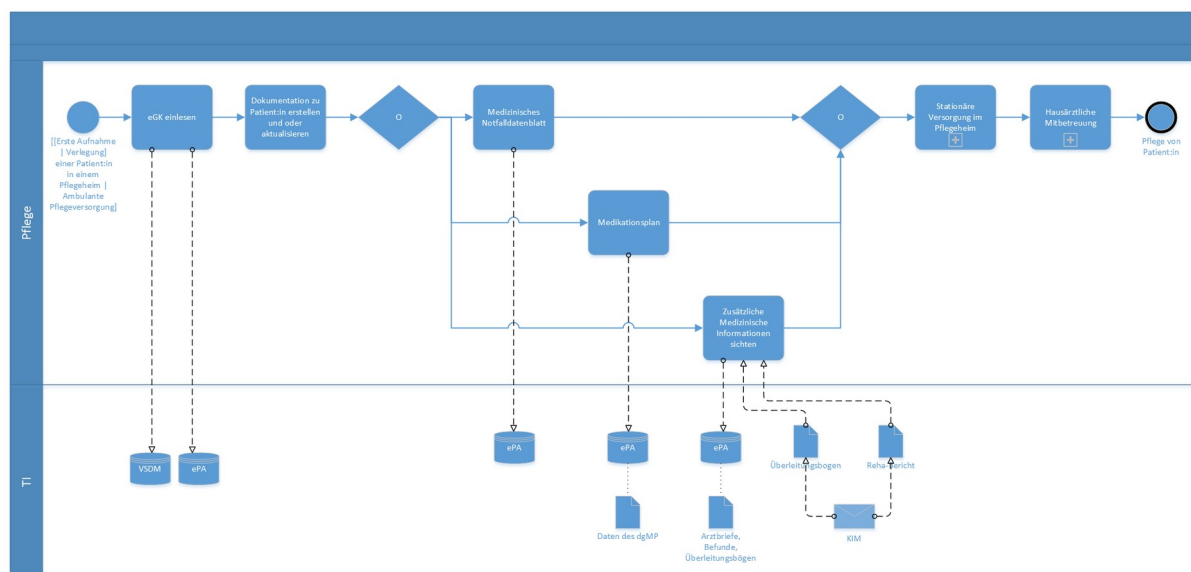 Pflege
[[Erste Aufnahme
| Verlegung]
einer Patient:in
in einem
Pflegeheim |
Ambulante
Pflegeversorgung]
eGK einlesen
Dokumentation zu
Patient:in erstellen
und oder
aktualisieren
O
Medizinisches
Notfalldatenblatt
O
Stationäre
Versorgung im
Pflegeheim
Hausärztliche
Mitbetreuung
Pflege von
Patient:in
Medikationsplan
Zusätzliche
Medizinische
Informationen
sichten
TI
VSDM
ePA
ePA
ePA
ePA
Überleitungsbogen
Reha-Bericht
Daten des dgMP
Arztbriefe,
Befunde,
Überleitungsbögen
KIM